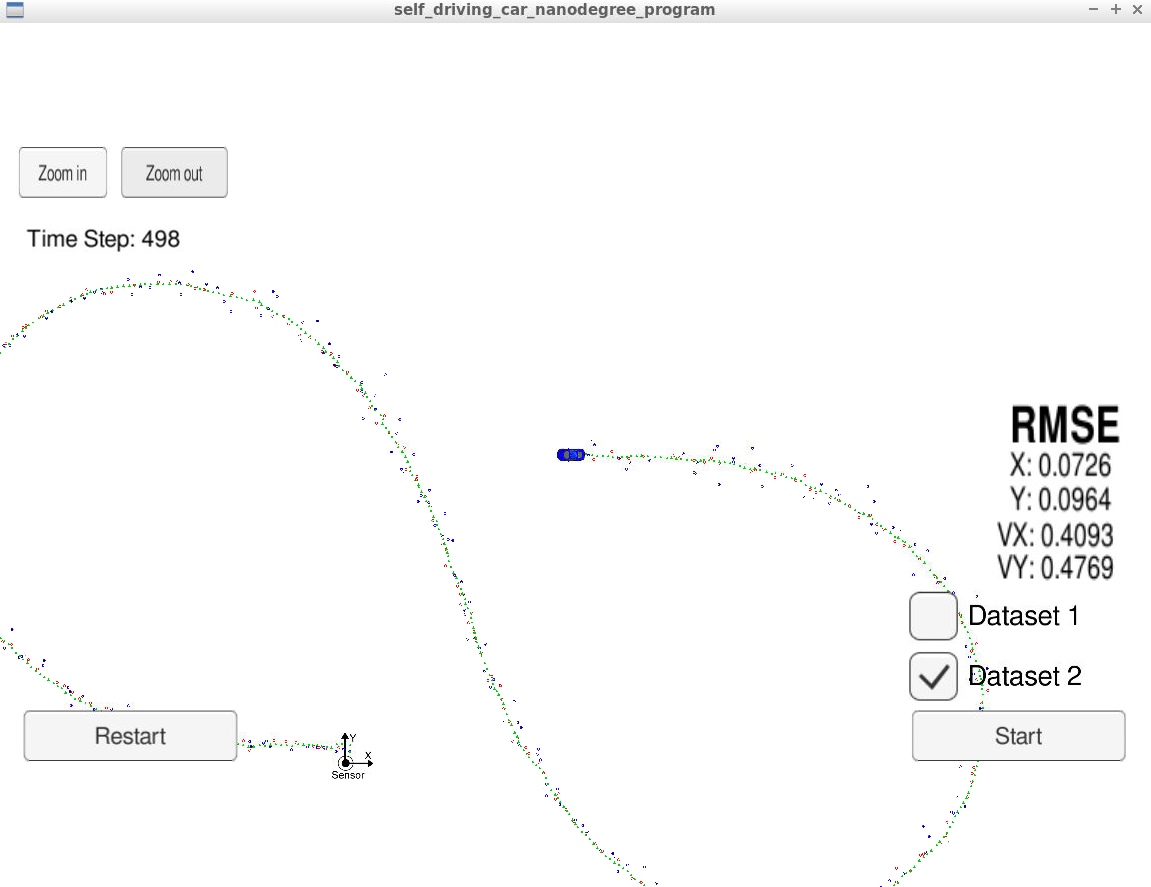 self_driving_car_nanodegree_program
Zoom in
Zoom out
Time Step: 498
RMSE
X: 0.0726
Y: 0.0964
VX: 0.4093
VY: 0.4769
Dataset 1
Dataset 2
Restart
Start
Y
X
Sensor